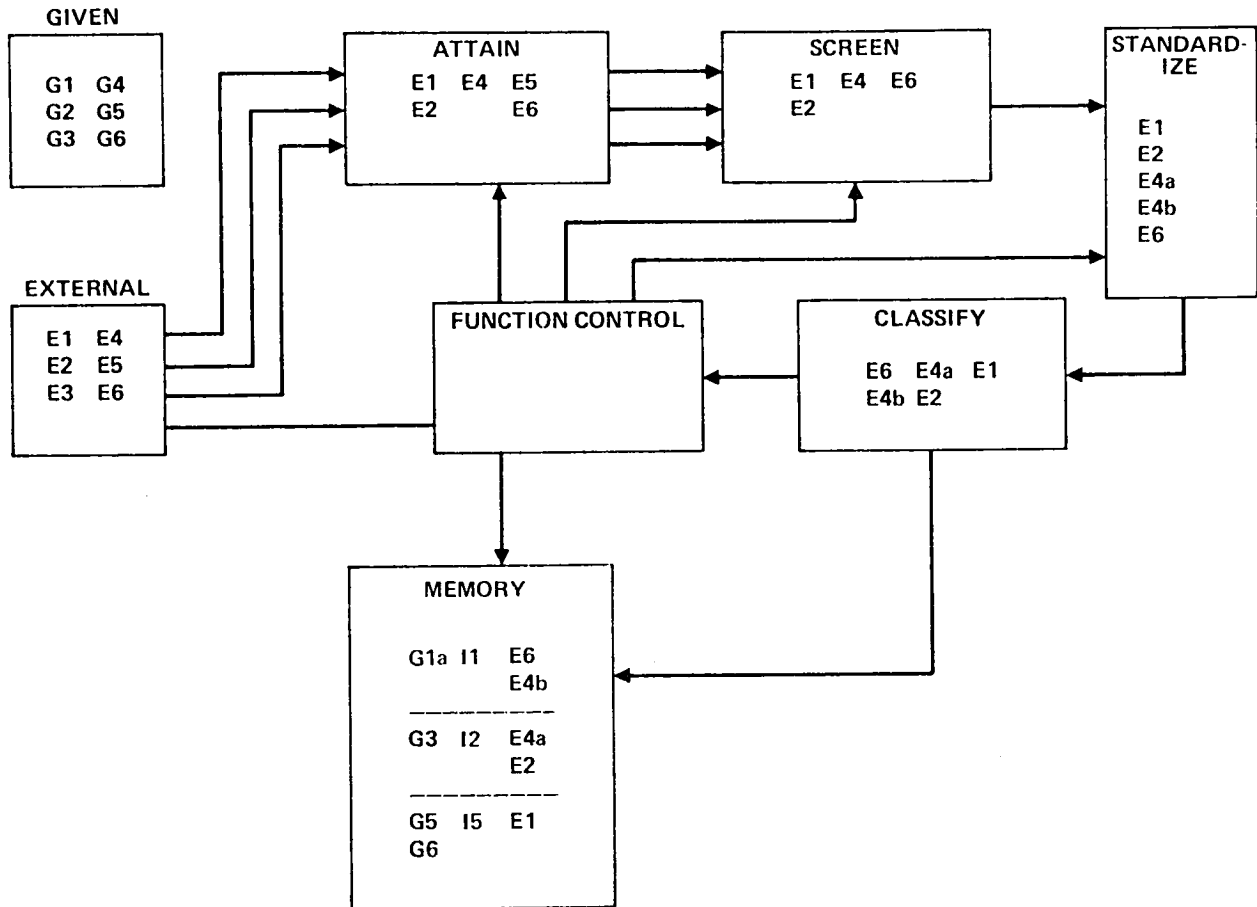 GIVEN
G1 G4
G2 G5
G3 G6
ATTAIN
E1 E4 E5
E2 E6
SCREEN
E1 E4 E6
E2
STANDARD-
IZE
E1
E2
E4a
E4b
E6
EXTERNAL
E1 E4
E2 E5
E3 E6
FUNCTION CONTROL
CLASSIFY
E6 E4a E1
E4b E2
MEMORY
G1a I1 E6
E4b
G3 I2 E4a
E2
G5 I5 E1
G6